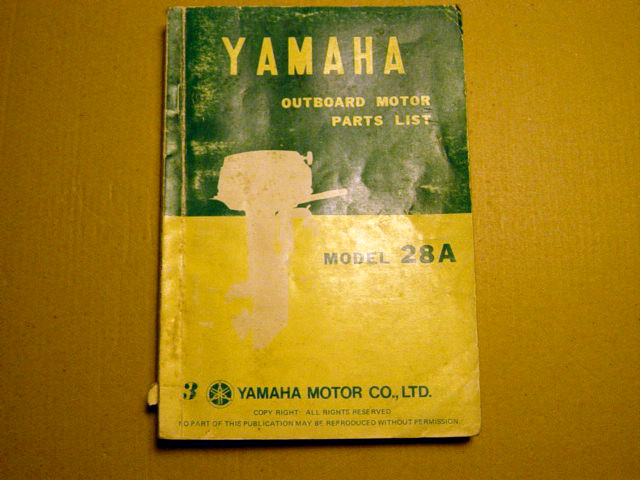 YAMAHA
OUTBOARD MOTOR
PARTS LIST
MODEL 28A
3 YAMAHA MOTOR CO., LTD.
COPY RIGHT: ALL RIGHTS RESERVED
NO PART OF THIS PUBLICATION MAY BE REPRODUCED WITHOUT PERMISSION.